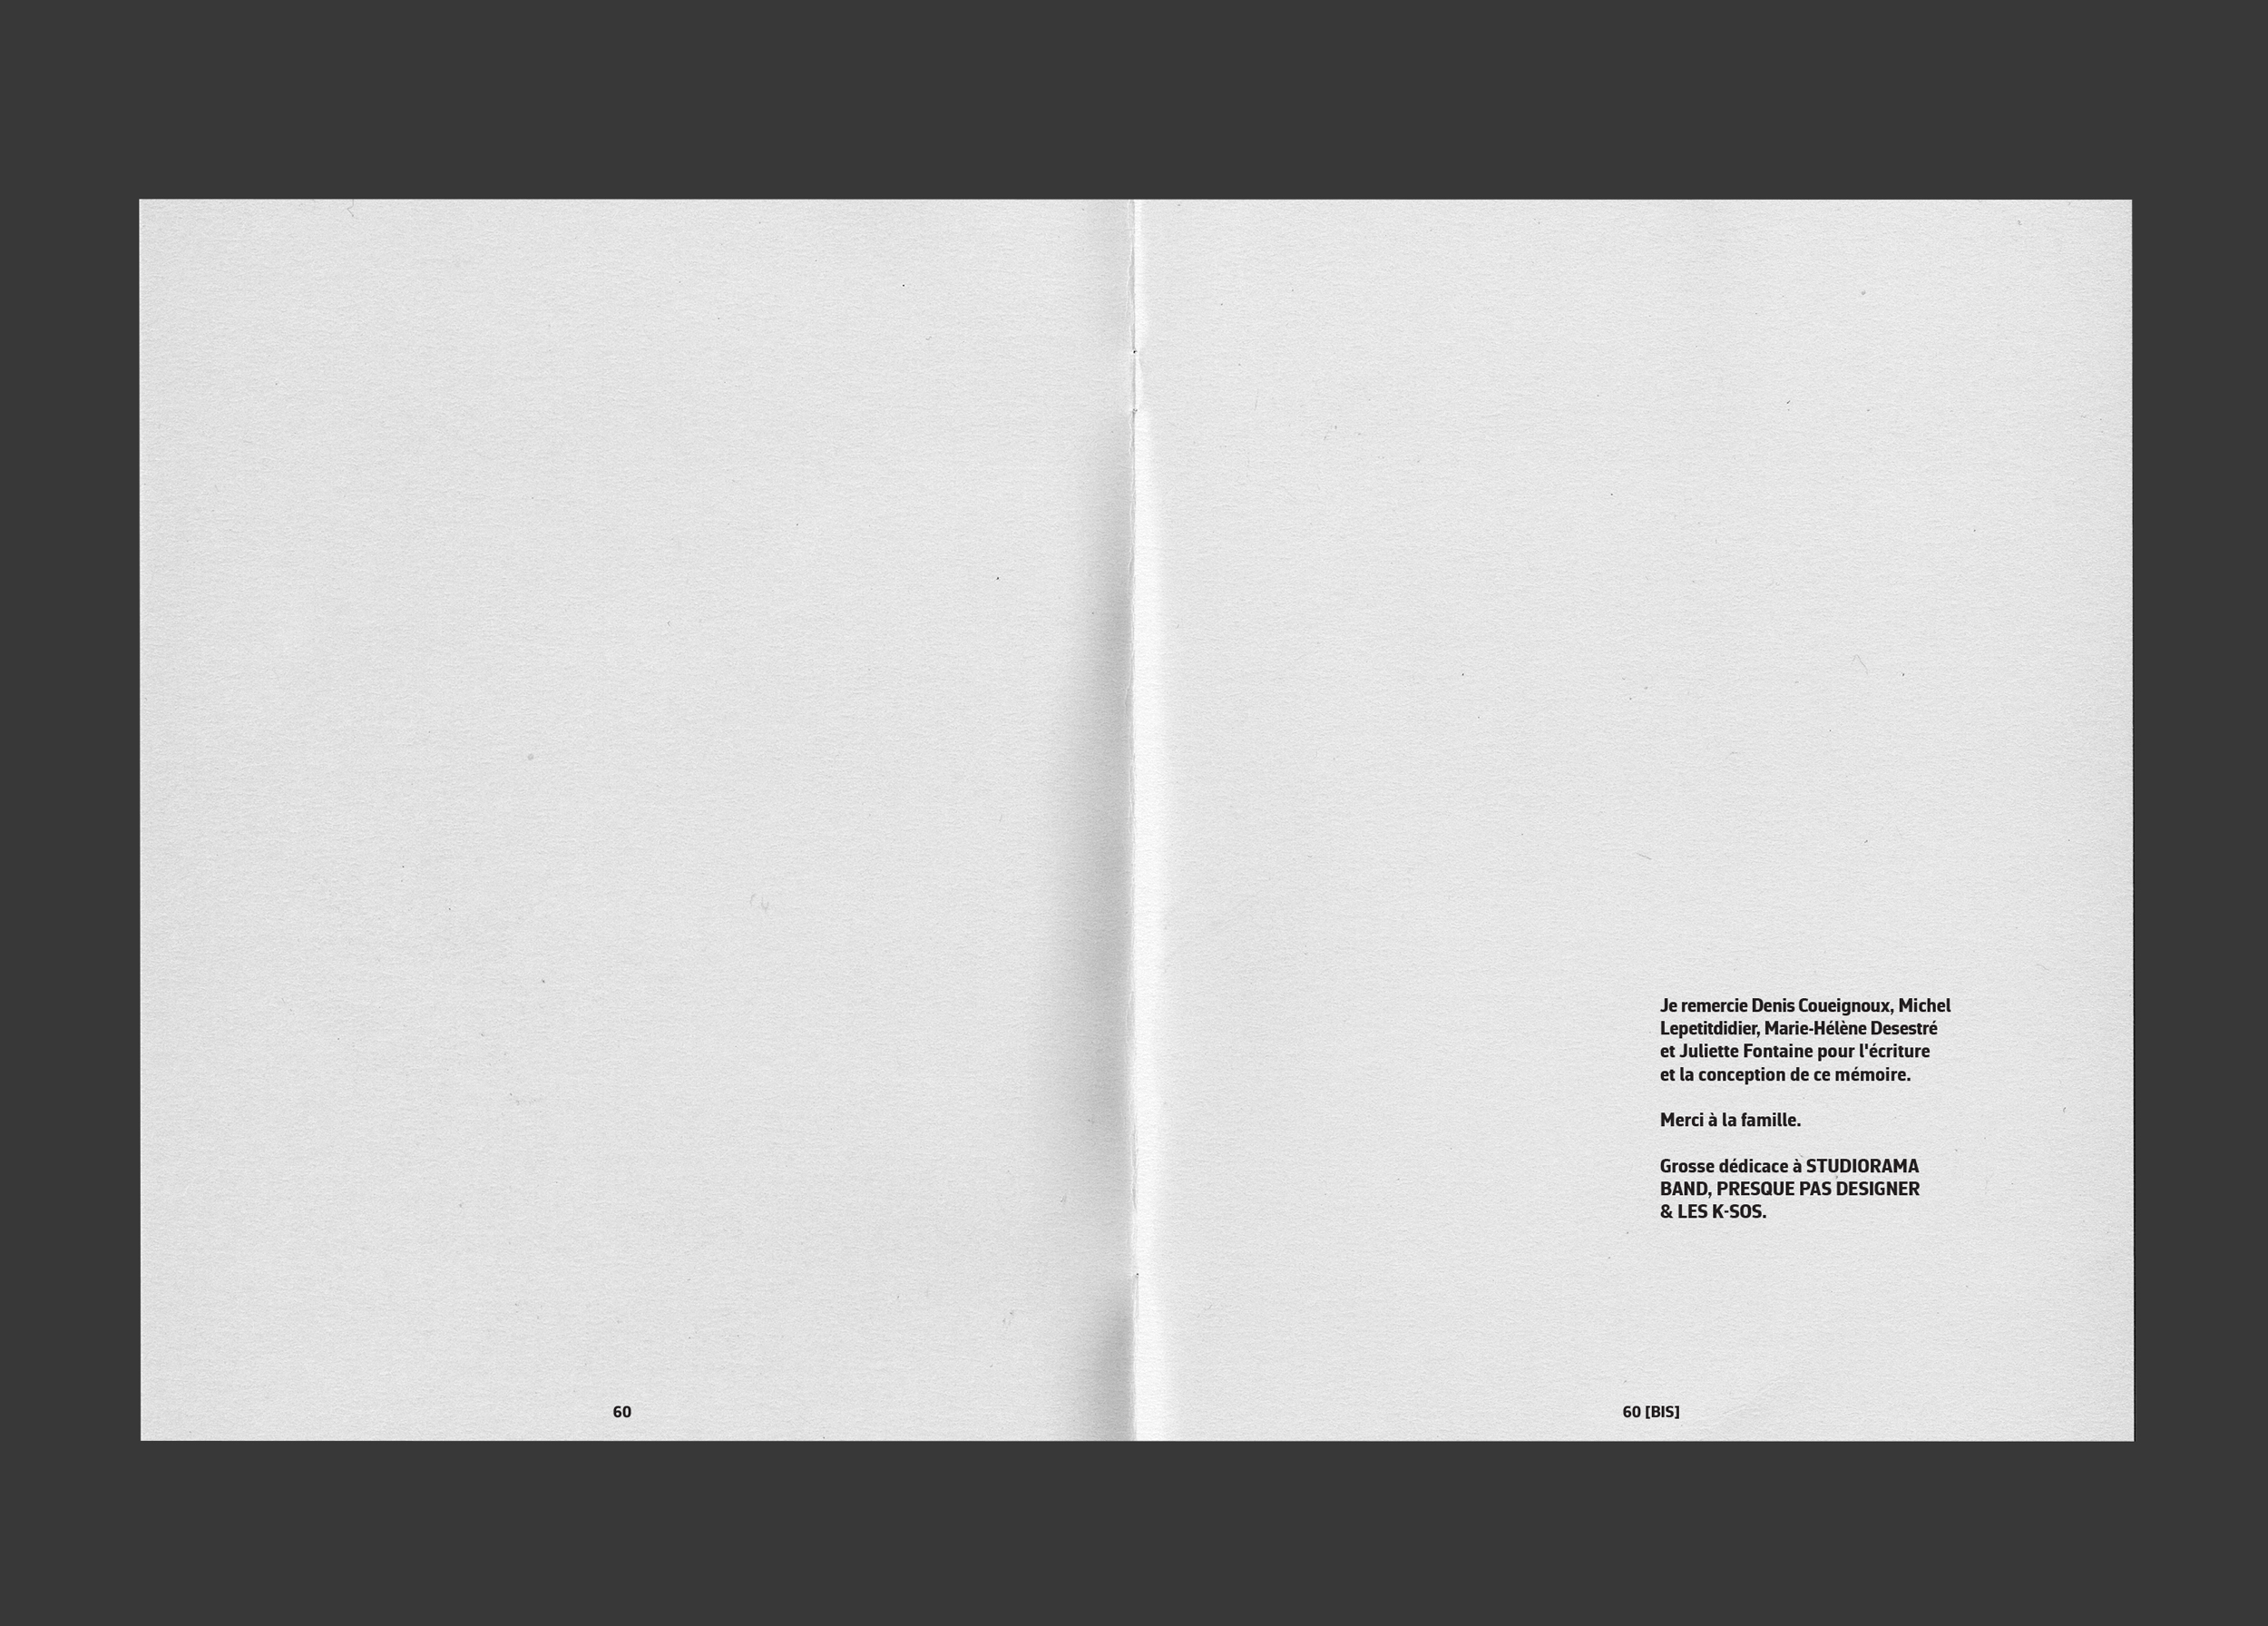 Je remercie Denis Coueignoux, Michel
Lepetitdidier, Marie-Hélène Desestré
et Juliette Fontaine pour l'écriture
et la conception de ce mémoire.
Merci à la famille.
Grosse dédicace à STUDIORAMA
BAND, PRESQUE PAS DESIGNER
& LES K-SOS.
60
60 [BIS]